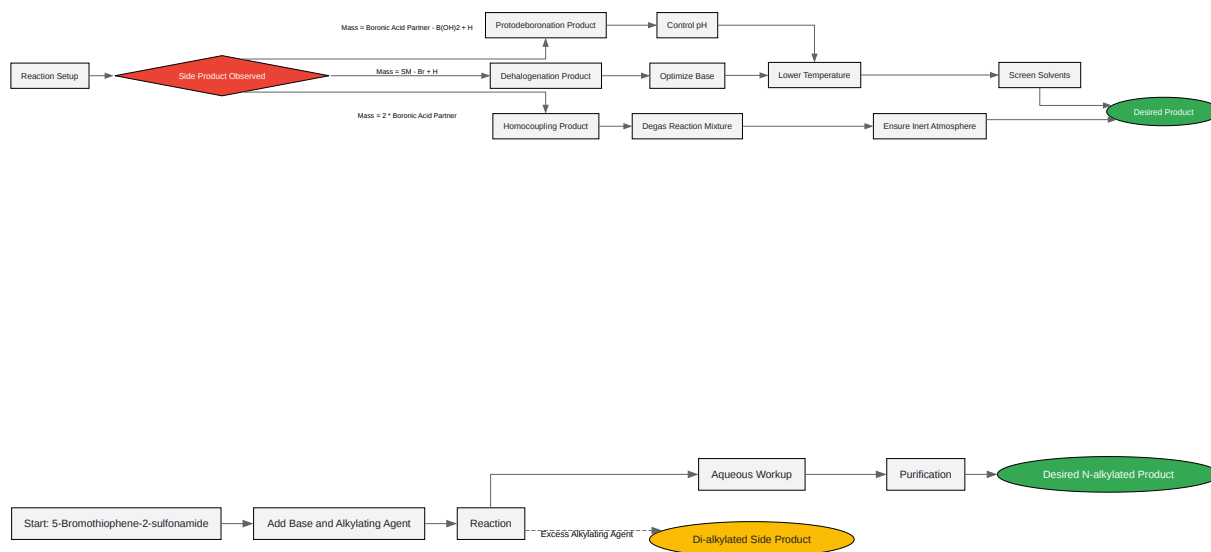 Mass = Boronic Acid Partner - B(OH)2 + H
Protodeboronation Product
Control pH
Reaction Setup
Side Product Observed
Mass = SM - Br + H
Dehalogenation Product
Optimize Base
Lower Temperature
Screen Solvents
Desired Product
Mass = 2 * Boronic Acid Partner
Homocoupling Product
Degas Reaction Mixture
Ensure Inert Atmosphere
Aqueous Workup
Purification
Desired N-alkylated Product
Start: 5-Bromothiophene-2-sulfonamide
Add Base and Alkylating Agent
Reaction
Excess Alkylating Agent
Di-alkylated Side Product